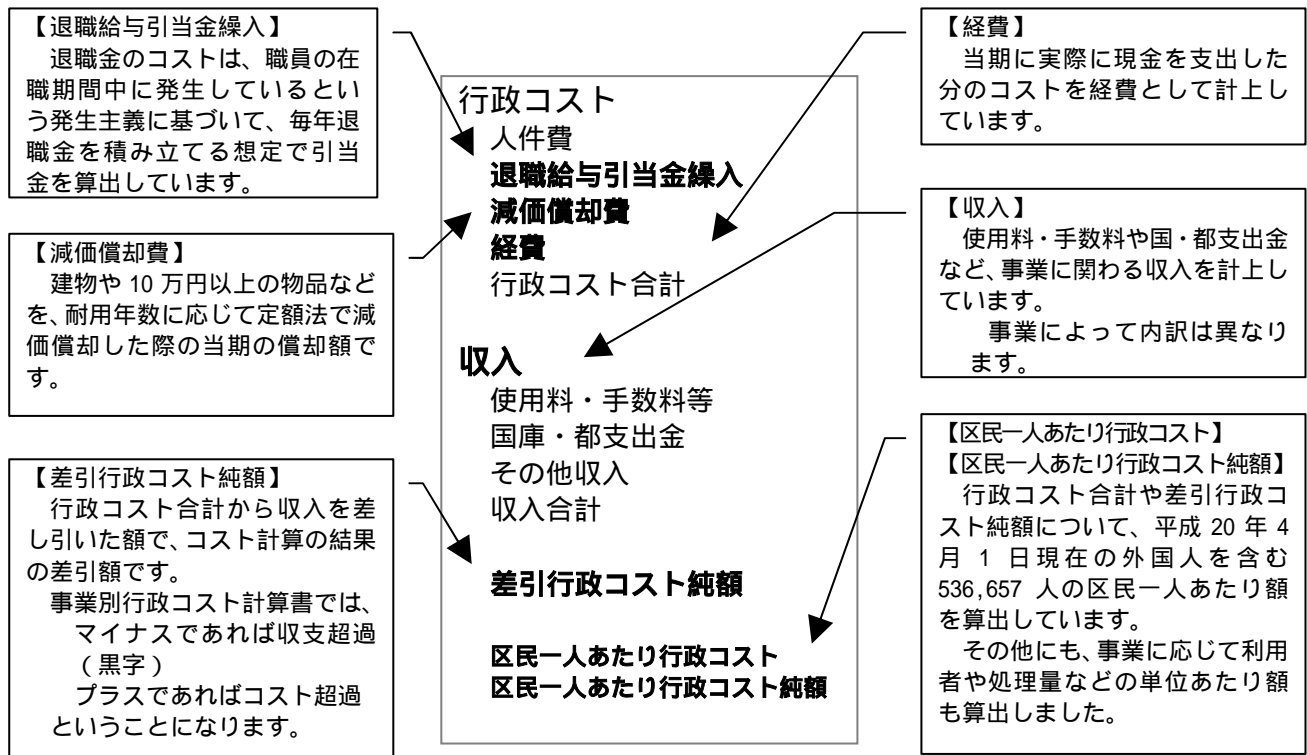 【退職給与引当金繰入】
退職金のコストは、職員の在
職期間中に発生しているとい
う発生主義に基づいて、毎年退
職金を積み立てる想定で引当
金を算出しています。
【減価償却費】
建物や 10 万円以上の物品など
を、耐用年数に応じて定額法で減
価償却した際の当期の償却額で
す。
【差引行政コスト純額】
行政コスト合計から収入を差
し引いた額で、コスト計算の結果
の差引額です。
事業別行政コスト計算書では、
マイナスであれば収支超過
(黒字)
プラスであればコスト超過
ということになります。
行政コスト
人件費
退職給与引当金繰入
減価償却費
経費
行政コスト合計
収入
使用料・手数料等
国庫・都支出金
その他収入
収入合計
差引行政コスト純額
区民一人あたり行政コスト
区民一人あたり行政コスト純額
【経費】
当期に実際に現金を支出した
分のコストを経費として計上し
ています。
【収入】
使用料・手数料や国・都支出金
など、事業に関わる収入を計上し
ています。
事業によって内訳は異なり
ます。
【区民一人あたり行政コスト】
【区民一人あたり行政コスト純額】
行政コスト合計や差引行政コ
スト純額について、平成 20 年 4
月 1 日現在の外国人を含む
536,657 人の区民一人あたり額
を算出しています。
その他にも、事業に応じて利用
者や処理量などの単位あたり額
も算出しました。